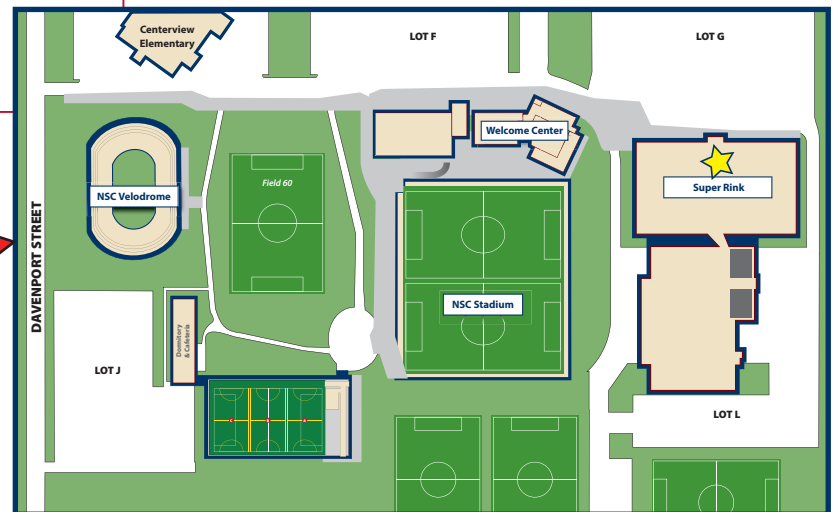 Centerview
Elementary
LOT F
LOT G
Welcome Center
Field 60
NSC Velodrome
Super Rink
DAVENPORT STREET
NSC Stadium
Dormitory
& Cafeteria
LOT J
LOT L